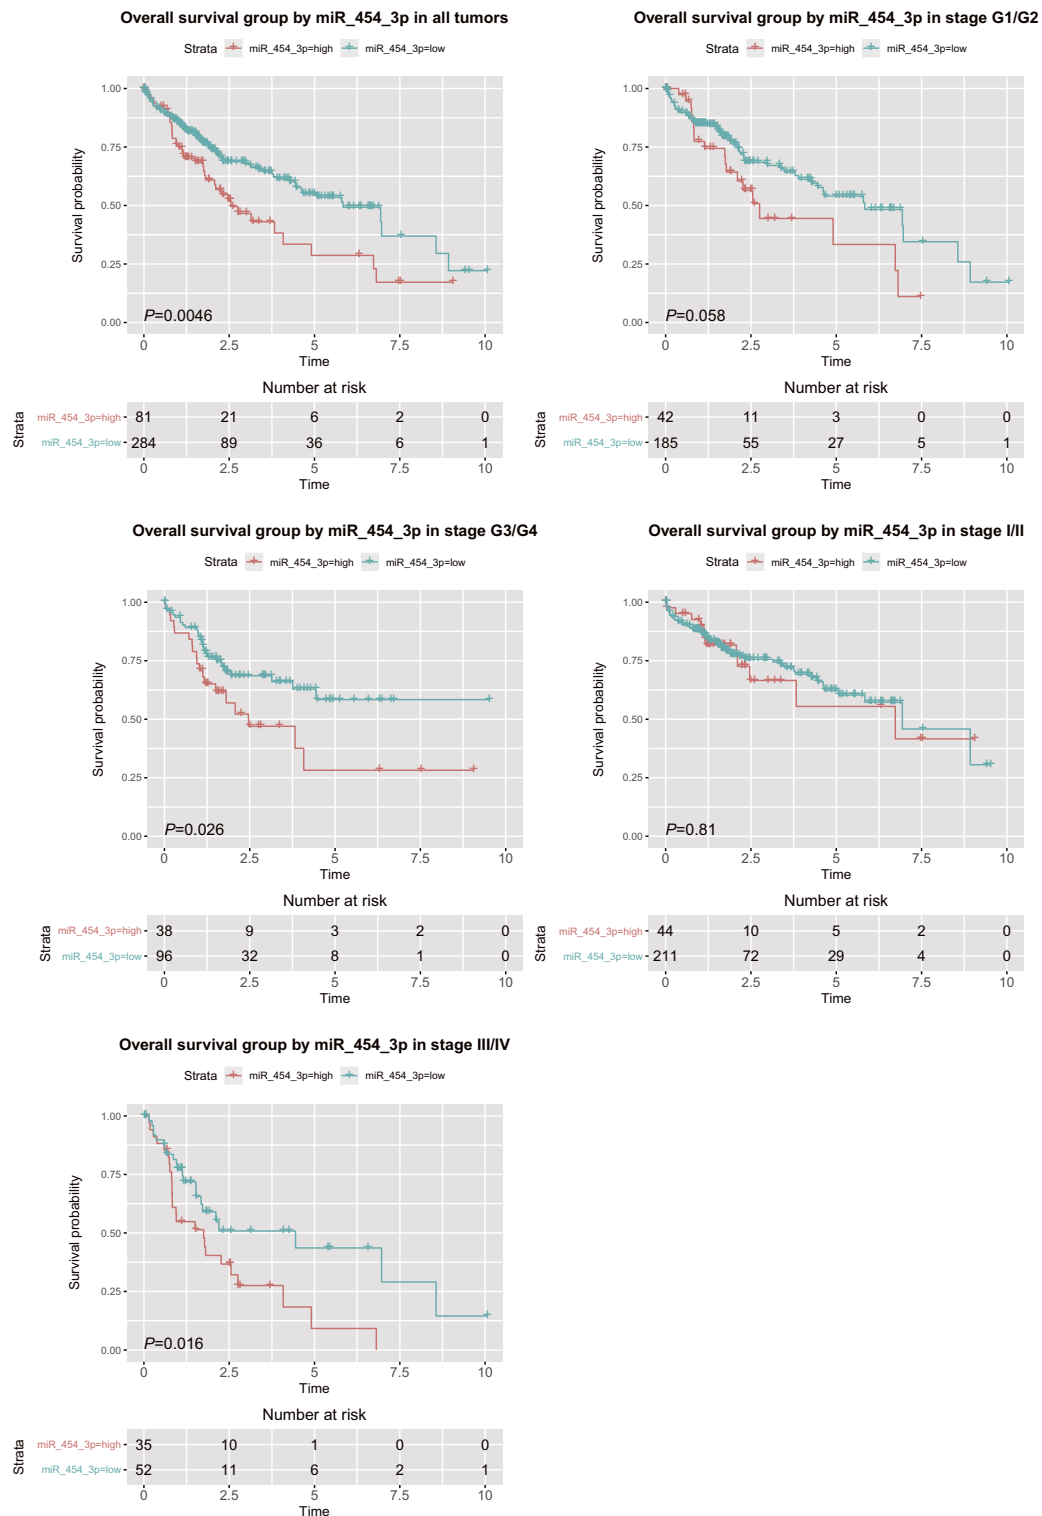 Overall survival group by miR_454_3p in all tumors
Strata miR_454_3p=high miR_454_3p=low
Survival probability
1.00
0.75
0.50
0.25
0.00
P=0.0046
0 2.5 5 7.5 10
Time
Number at risk
Strata
miR_454_3p=high 81 21 6 2 0
miR_454_3p=low 284 89 36 6 1
0 2.5 5 7.5 10
Time
Overall survival group by miR_454_3p in stage G1/G2
Strata miR_454_3p=high miR_454_3p=low
Survival probability
1.00
0.75
0.50
0.25
0.00
P=0.058
0 2.5 5 7.5 10
Time
Number at risk
Strata
miR_454_3p=high 42 11 3 0 0
miR_454_3p=low 185 55 27 5 1
0 2.5 5 7.5 10
Time
Overall survival group by miR_454_3p in stage G3/G4
Strata miR_454_3p=high miR_454_3p=low
Survival probability
1.00
0.75
0.50
0.25
0.00
P=0.026
0 2.5 5 7.5 10
Time
Number at risk
Strata
miR_454_3p=high 38 9 3 2 0
miR_454_3p=low 96 32 8 1 0
0 2.5 5 7.5 10
Time
Overall survival group by miR_454_3p in stage I/II
Strata miR_454_3p=high miR_454_3p=low
Survival probability
1.00
0.75
0.50
0.25
0.00
P=0.81
0 2.5 5 7.5 10
Time
Number at risk
Strata
miR_454_3p=high 44 10 5 2 0
miR_454_3p=low 211 72 29 4 0
0 2.5 5 7.5 10
Time
Overall survival group by miR_454_3p in stage III/IV
Strata miR_454_3p=high miR_454_3p=low
Survival probability
1.00
0.75
0.50
0.25
0.00
P=0.016
0 2.5 5 7.5 10
Time
Number at risk
Strata
miR_454_3p=high 35 10 1 0 0
miR_454_3p=low 52 11 6 2 1
0 2.5 5 7.5 10
Time